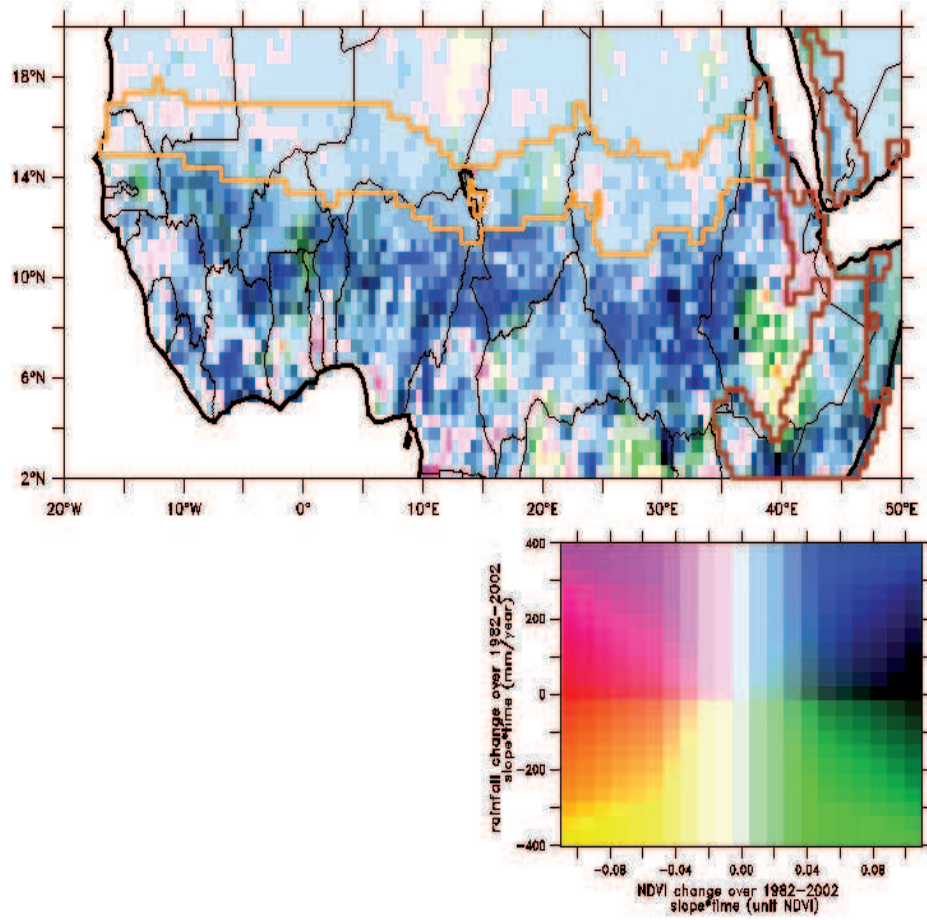 18°N
14°N
10°N
6°N
2°N
20°W 10°W 0° 10°E 20°E 30°E 40°E 50°E
400
200
0
-200
-400
rainfall change over 1982-2002
slope*time (mm/year)
-0.08 -0.04 0.00 0.04 0.08
NDVI change over 1982-2002
slope*time (unit NDVI)